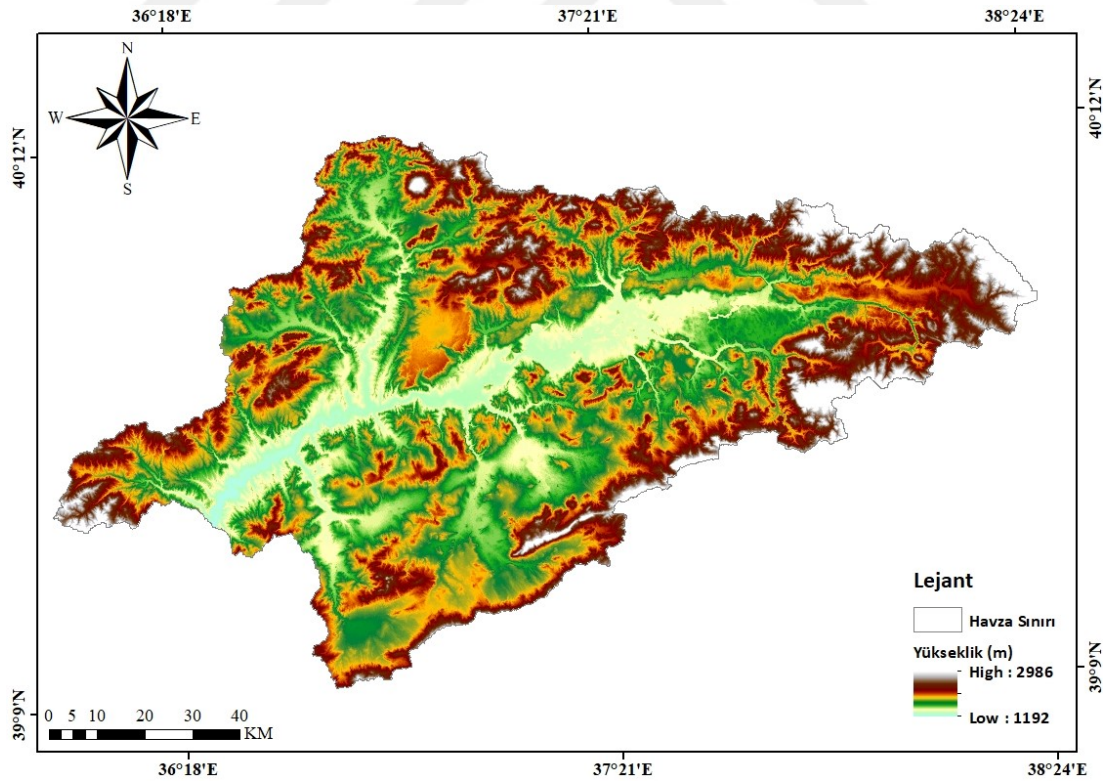 36°18'E 37°21'E 38°24'E
N
W E
S
40°12'N
40°12'N
39°9'N
39°9'N
Lejant
Havza Sınırı
Yükseklik (m)
High : 2986
Low : 1192
0 5 10 20 30 40
KM
36°18'E 37°21'E 38°24'E